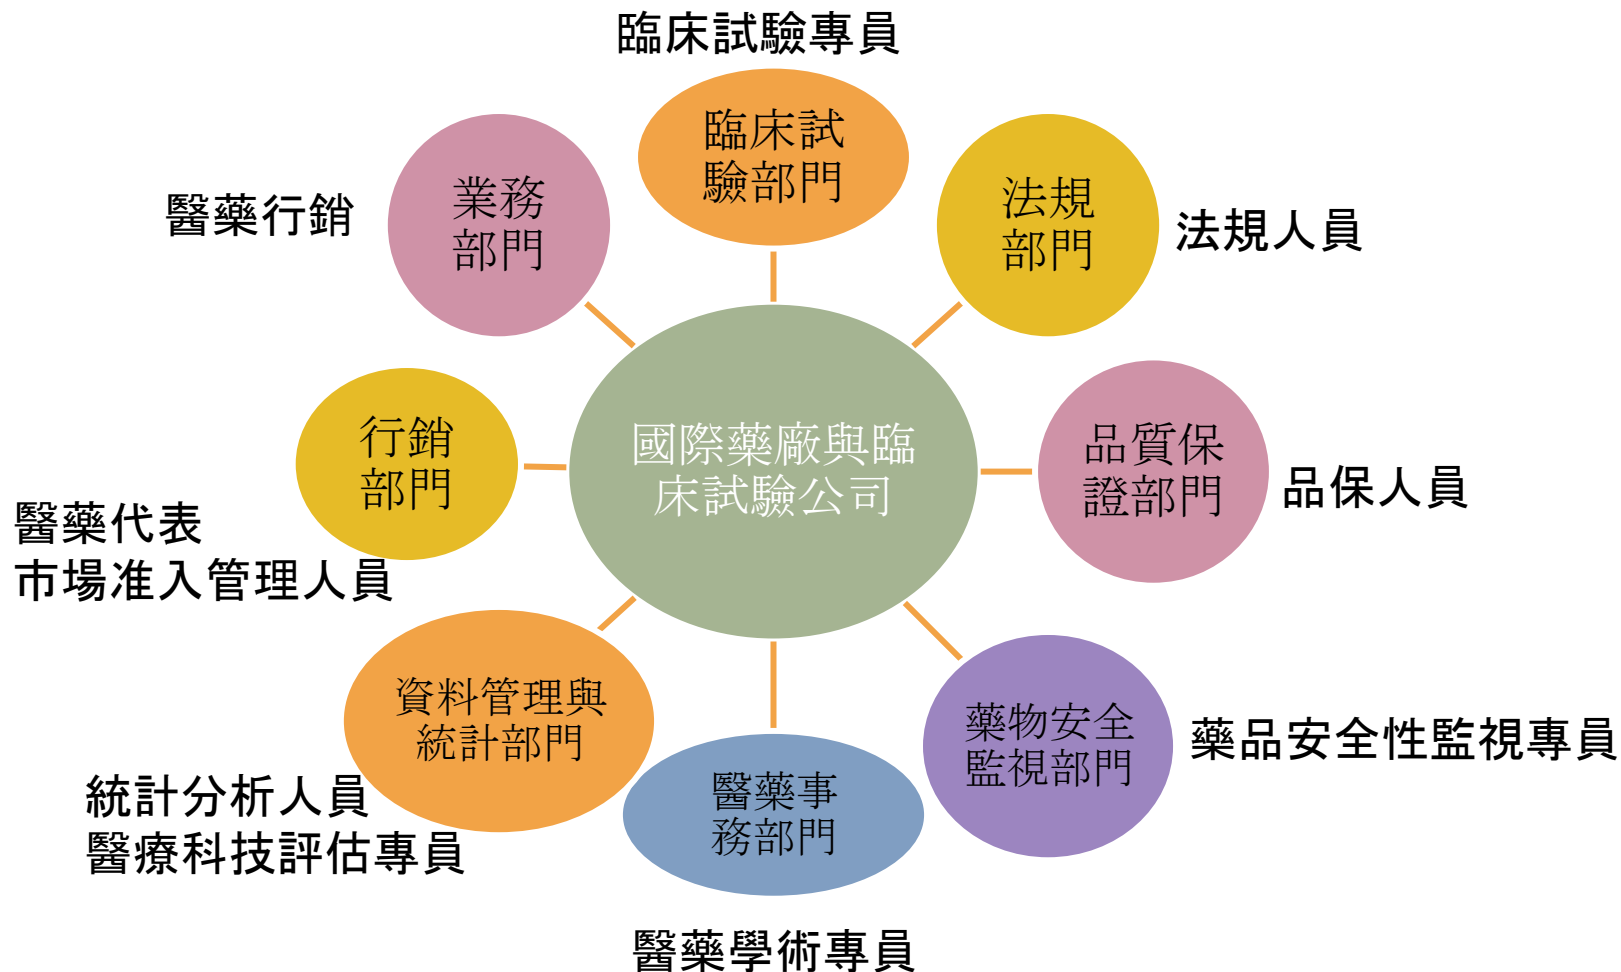 臨床試驗專員
臨床試
驗部門
業務
部門
醫藥行銷
法規
部門
法規人員
行銷
部門
醫藥代表
市場准入管理人員
國際藥廠與臨
床試驗公司
品質保
證部門
品保人員
資料管理與
統計部門
統計分析人員
醫療科技評估專員
醫藥事
務部門
醫藥學術專員
藥物安全
監視部門
藥品安全性監視專員